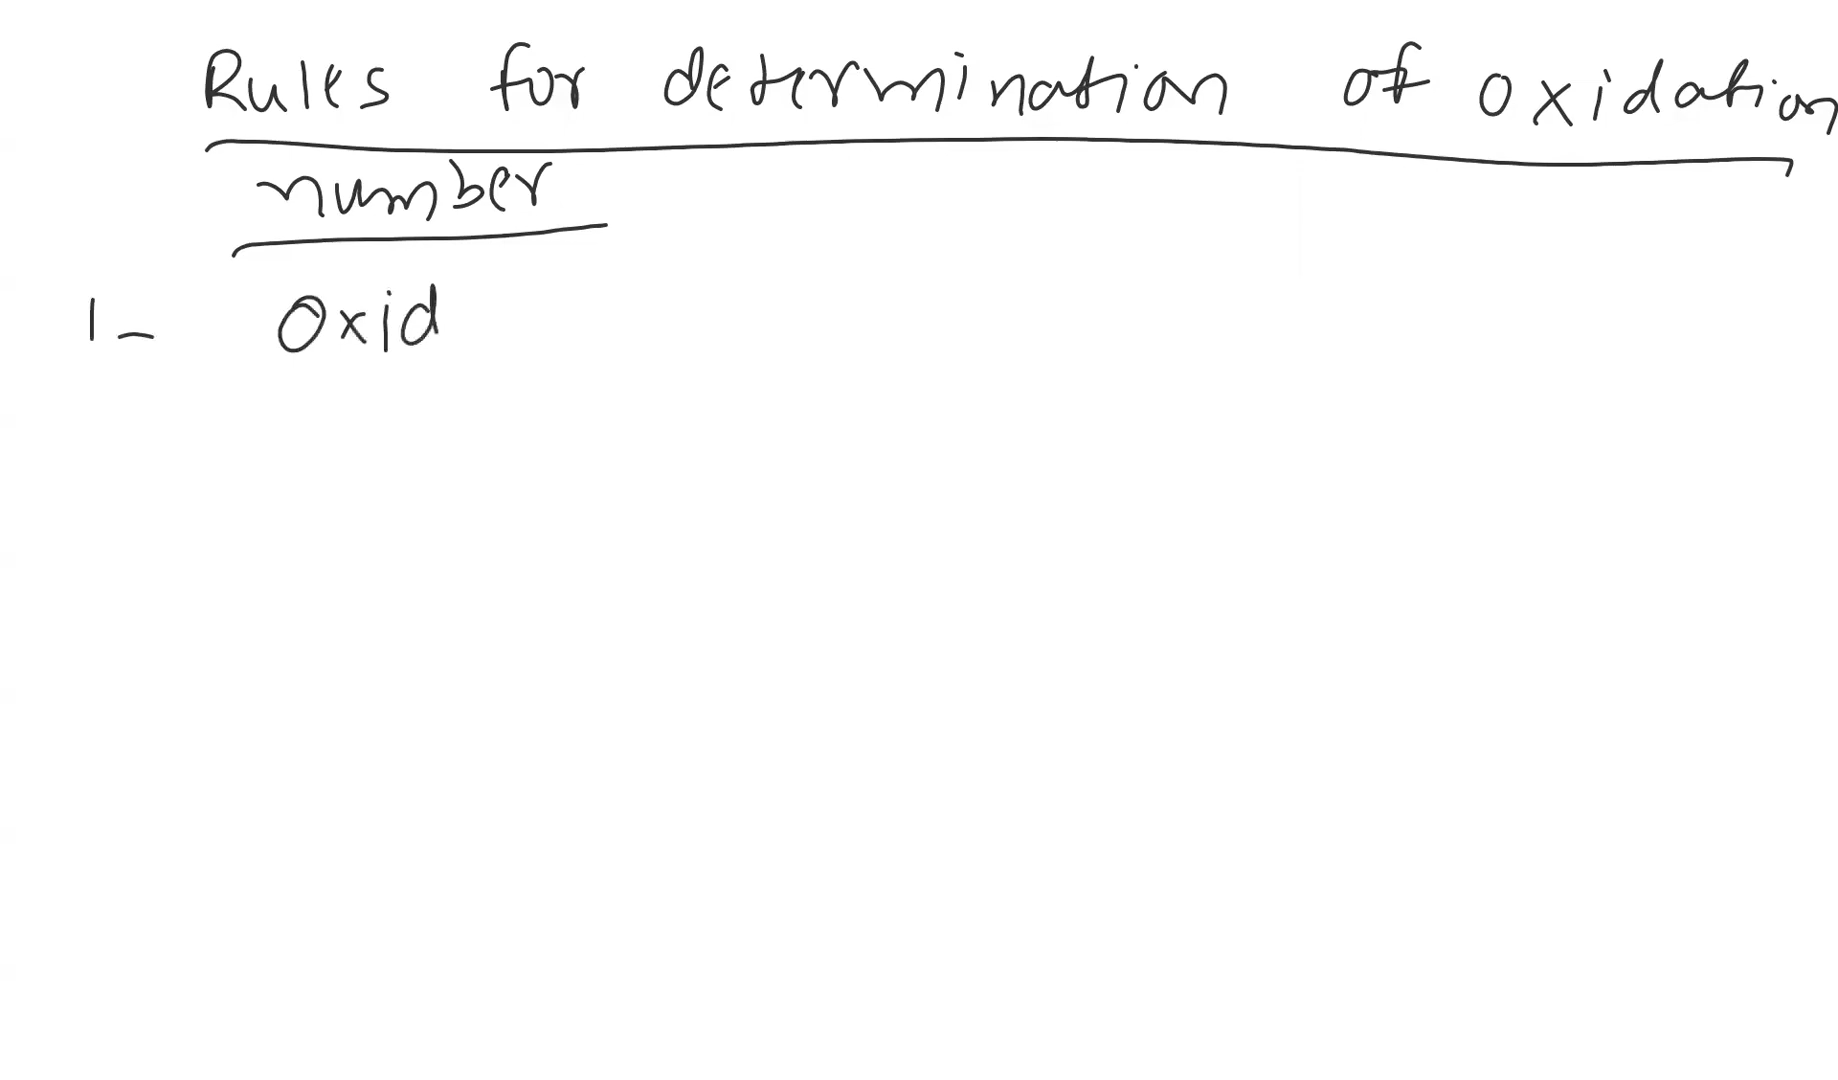 Rules for determination of oxidation
number
1- Oxid